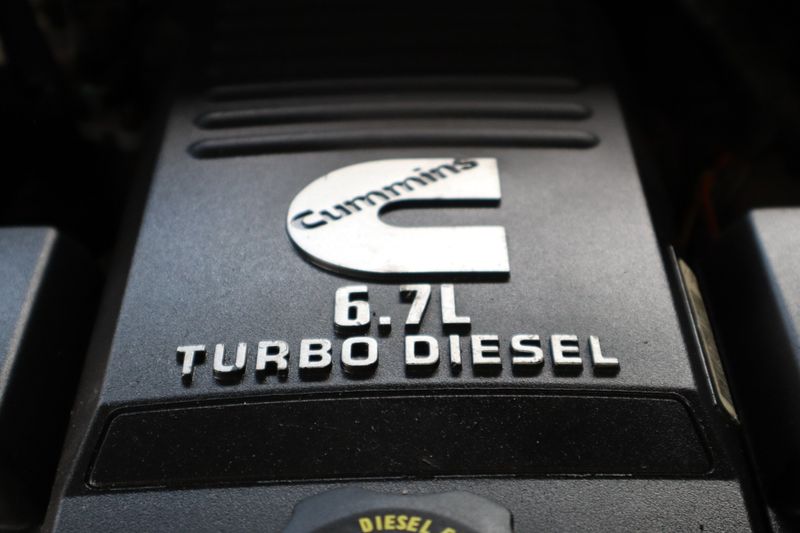 Cummins
6.7L
TURBO DIESEL
DIESEL